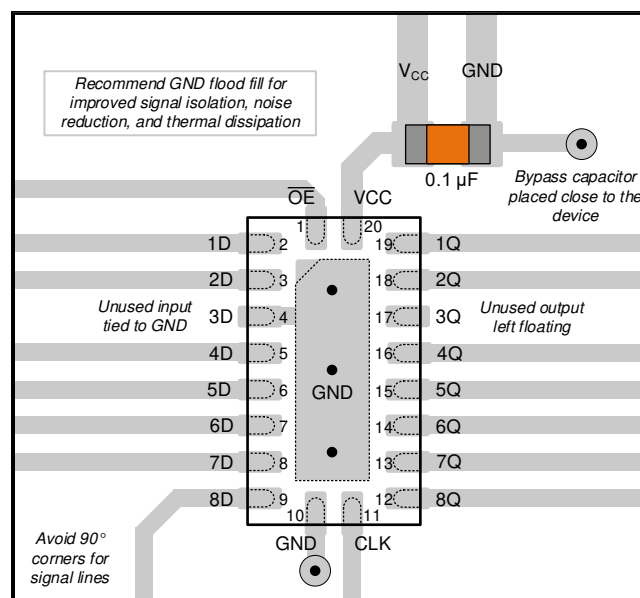 Recommend GND flood fill for
improved signal isolation, noise
reduction, and thermal dissipation
VCC GND
0.1 µF
Bypass capacitor
placed close to the
device
OE VCC
1 20
1D 2 19 1Q
2D 3 18 2Q
Unused input
tied to GND
3D 4 17 3Q
Unused output
left floating
4D 5 16 4Q
5D 6 15 5Q
GND
6D 7 14 6Q
7D 8 13 7Q
8D 9 12 8Q
10 11
GND CLK
Avoid 90°
corners for
signal lines